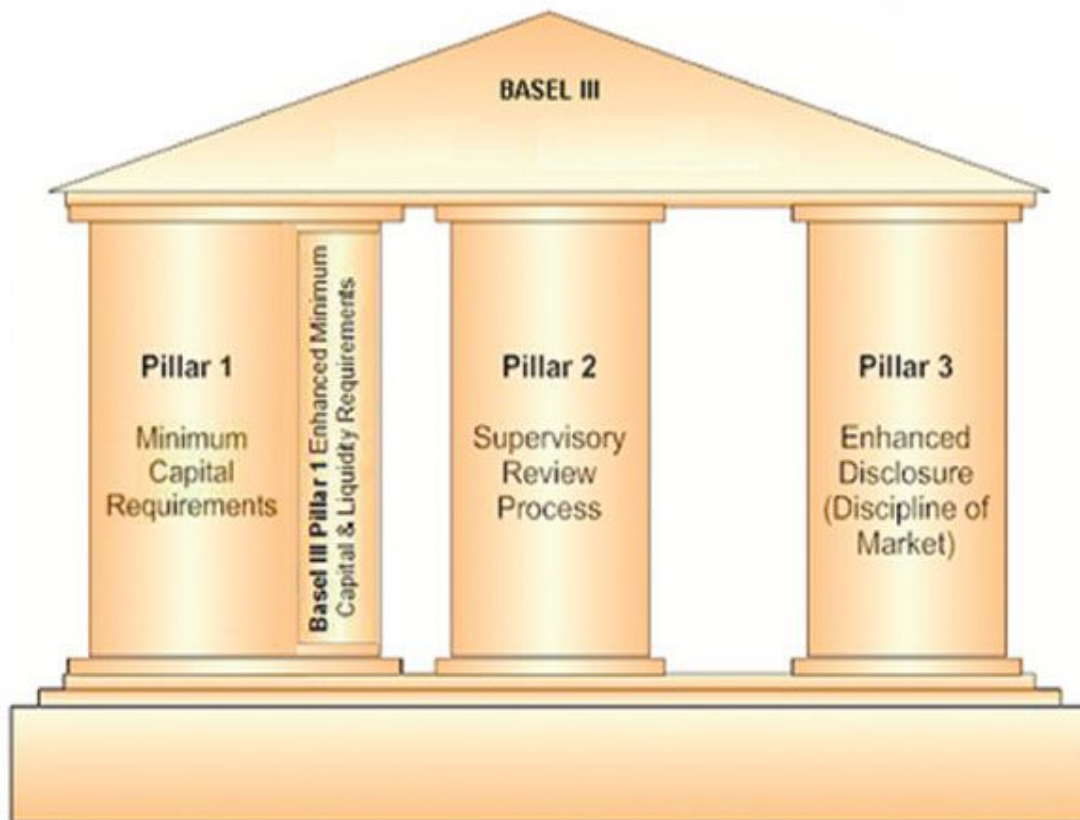 BASEL III
Pillar 1
Minimum
Capital
Requirements
Basel III Pillar 1 Enhanced Minimum
Capital & Liquidity Requirements
Pillar 2
Supervisory
Review
Process
Pillar 3
Enhanced
Disclosure
(Discipline of
Market)